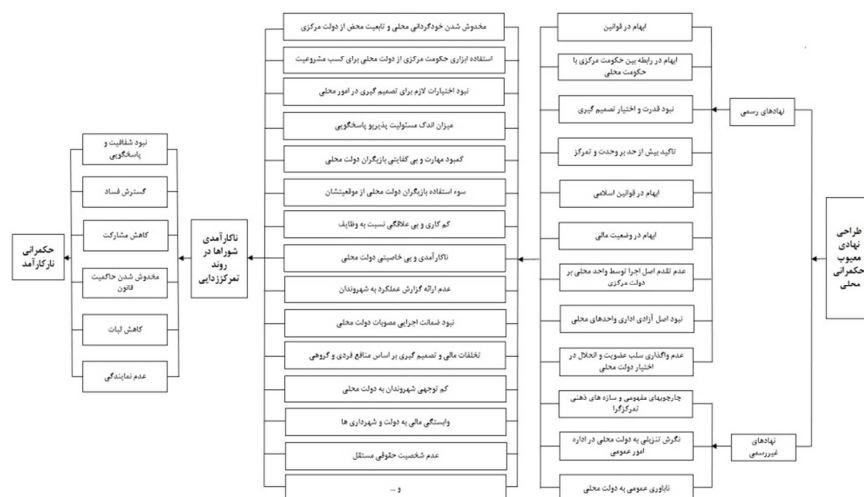 طراحی
نهادی
معیوب
حکمرانی
محلی
نهادهای رسمی
نهادهای
غیررسمی
ابهام در قوانین
ابهام در رابطه بین حکومت مرکزی با
حکومت محلی
نبود قدرت و اختیار تصمیم گیری
تاکید بیش از حد بر وحدت و تمرکز
ابهام در قوانین اسلامی
ابهام در وضعیت مالی
عدم تقدم اصل اجرا توسط واحد محلی بر
دولت مرکزی
نبود اصل آزادی اداری واحدهای محلی
عدم واگذاری سلب عضویت و انحلال در
اختیار دولت محلی
چارچوبهای مفهومی و سازه های ذهنی
تمرکزگرا
نگرش تنزیلی به دولت محلی در اداره
امور عمومی
ناباوری عمومی به دولت محلی
مخدوش شدن خودگردانی محلی و تابعیت محض از دولت مرکزی
استفاده ابزاری حکومت مرکزی از دولت محلی برای کسب مشروعیت
نبود اختیارات لازم برای تصمیم گیری در امور محلی
میزان اندک مسئولیت پذیریو پاسخگویی
کمبود مهارت و بی کفایتی بازیگران دولت محلی
سوء استفاده بازیگران دولت محلی از موقعیتشان
کم کاری و بی علاقگی نسبت به وظایف
ناکارآمدی و بی خاصیتی دولت محلی
عدم ارائه گزارش عملکرد به شهروندان
نبود ضمانت اجرایی مصوبات دولت محلی
تخلفات مالی و تصمیم گیری بر اساس منافع فردی و گروهی
کم توجهی شهروندان به دولت محلی
وابستگی مالی به دولت و شهرداری ها
عدم شخصیت حقوقی مستقل
و ...
ناکارآمدی
شوراها در
روند
تمرکززدایی
نبود شفافیت و
پاسخگویی
گسترش فساد
کاهش مشارکت
مخدوش شدن حاکمیت
قانون
کاهش ثبات
عدم نمایندگی
حکمرانی
نارکارآمد